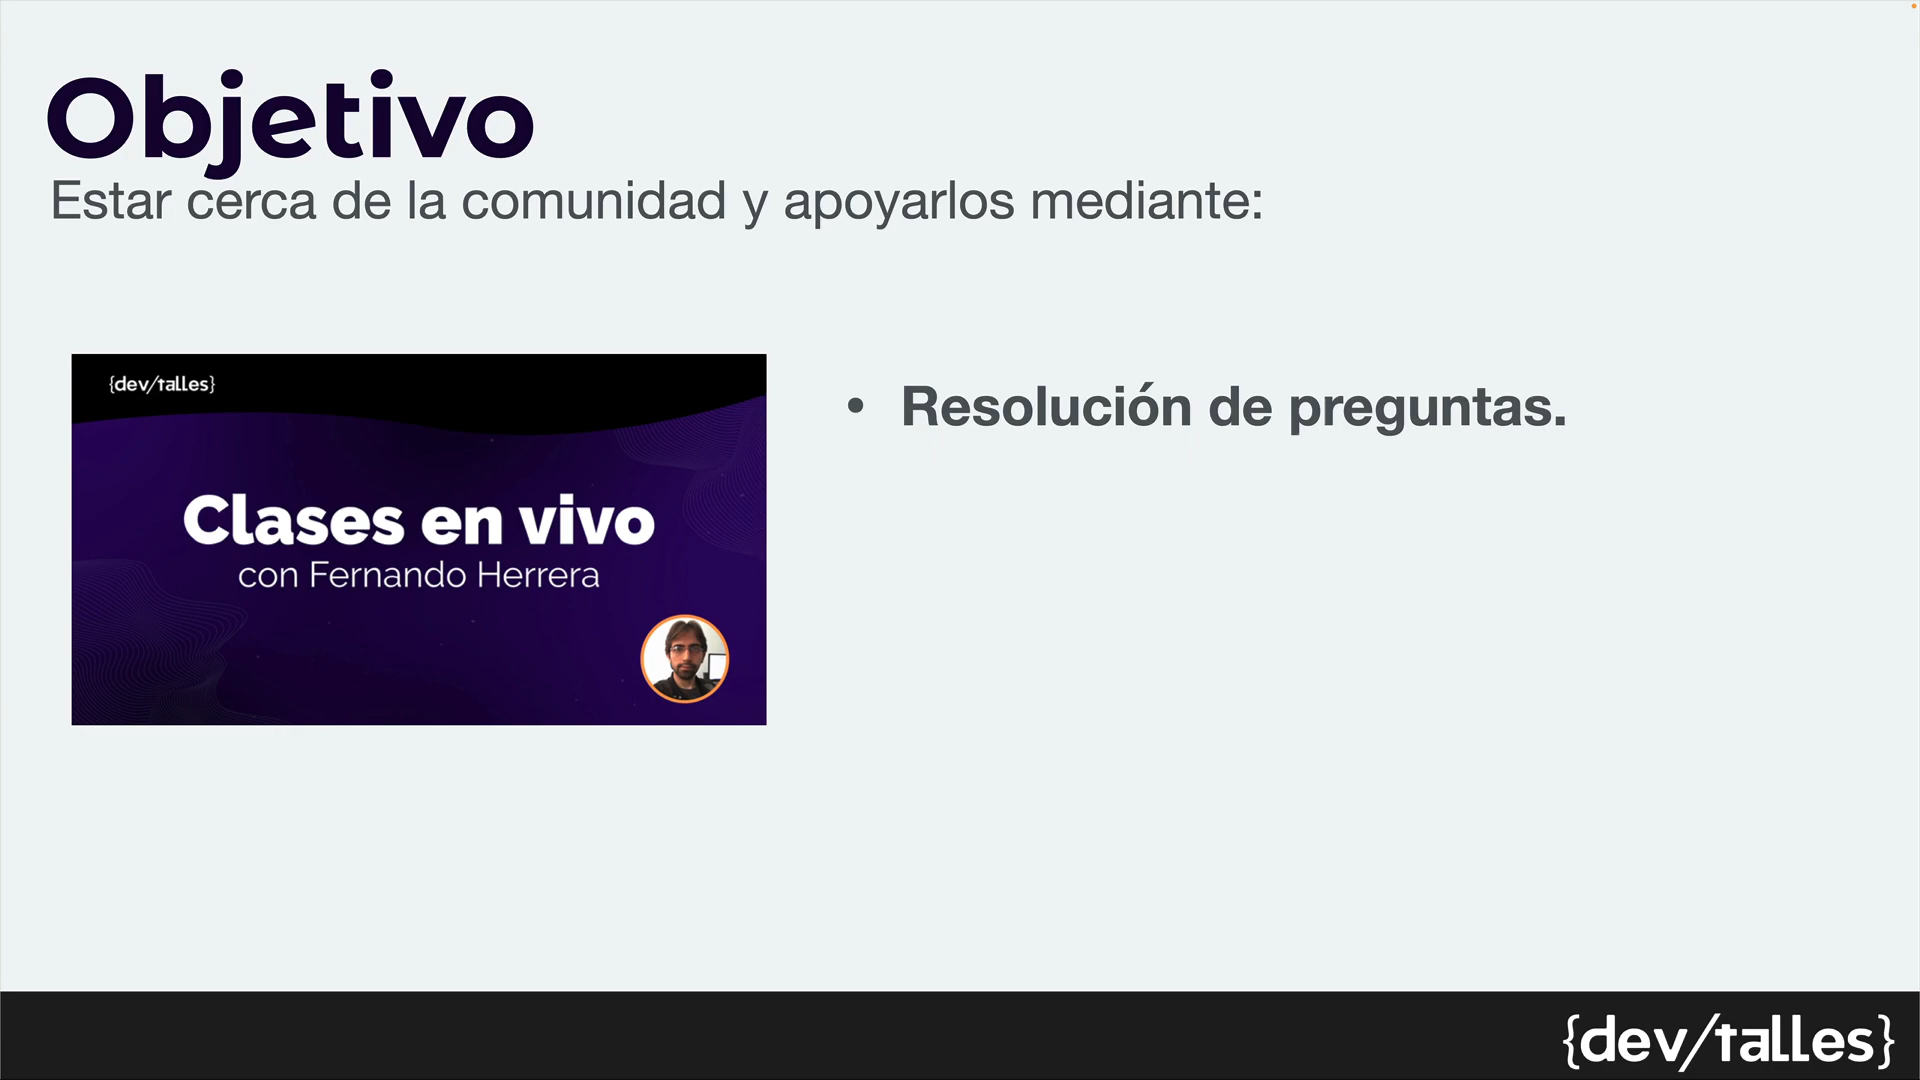 Objetivo
Estar cerca de la comunidad y apoyarlos mediante:
{dev/talles}
Clases en vivo
con Fernando Herrera
• Resolución de preguntas.
{dev/talles}